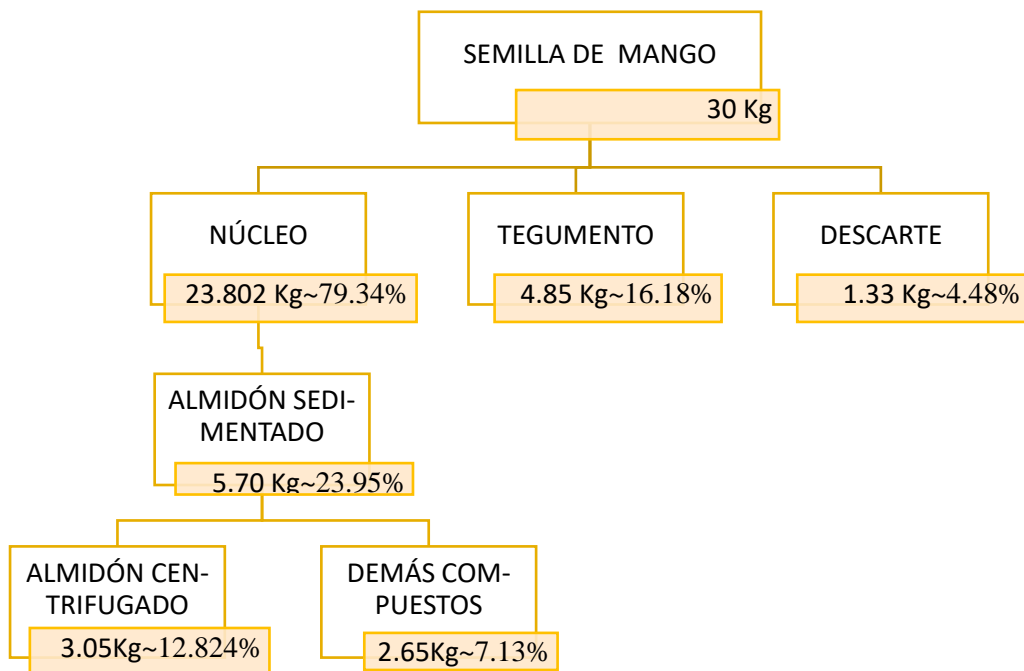 SEMILLA DE MANGO
30 Kg
NÚCLEO
23.802 Kg~79.34%
TEGUMENTO
4.85 Kg~16.18%
DESCARTE
1.33 Kg~4.48%
ALMIDÓN SEDI-
MENTADO
5.70 Kg~23.95%
ALMIDÓN CEN-
TRIFUGADO
3.05Kg~12.824%
DEMÁS COM-
PUESTOS
2.65Kg~7.13%